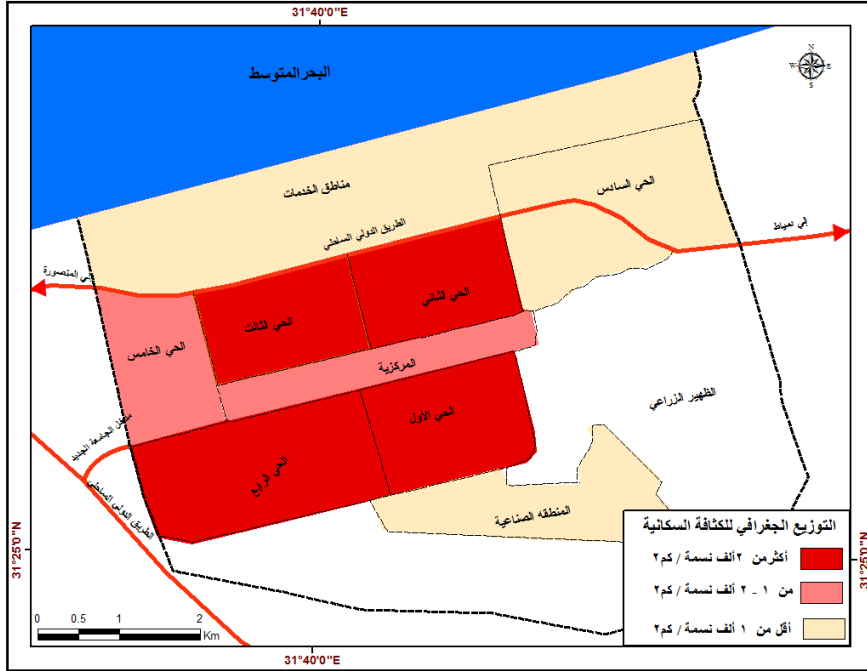 31°40'0"E
البحر المتوسط
N
W E
S
مناطق الخدمات
الحي السادس
الطريق الدولي الساحلي
إلي دمياط
إلي المنصورة
الحي الثاني
الحي الثالث
الحي الخامس
المركزية
الظهير الزراعي
الحي الأول
مدخل الجامعة الجديد
الحي الرابع
الطريق الدولي الساحلي
المنطقه الصناعية
التوزيع الجغرافي للكثافة السكانية
أكثر من ٢ ألف نسمة / كم٢
من ١ - ٢ ألف نسمة / كم٢
أقل من ١ ألف نسمة / كم٢
31°25'0"N
31°25'0"N
0 0.5 1 2
Km
31°40'0"E